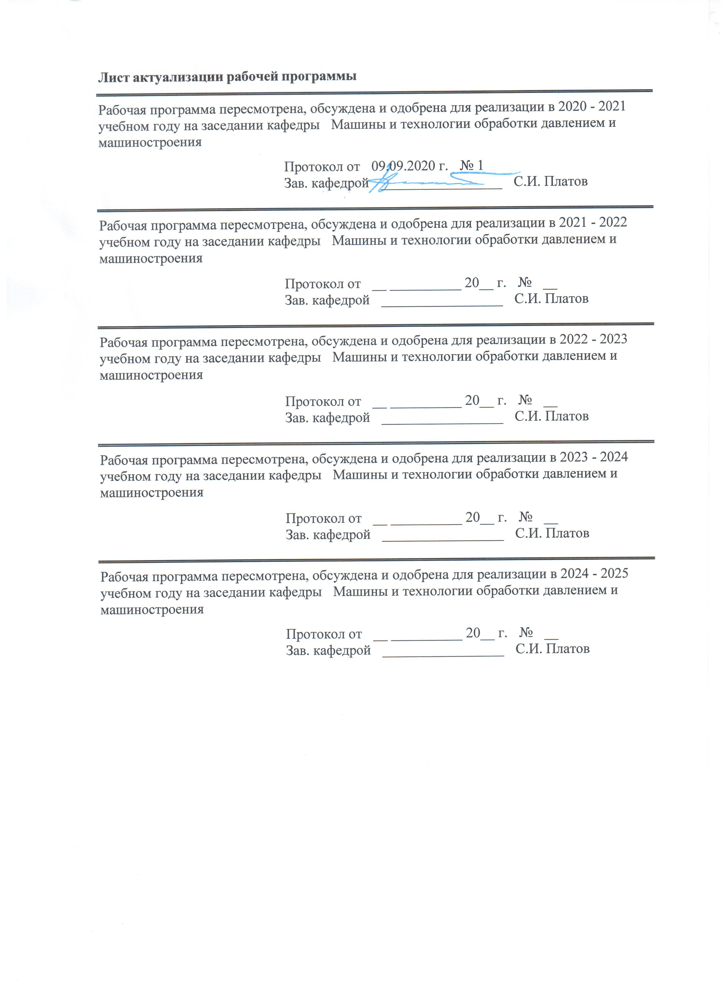 Лист актуализации рабочей программы
Рабочая программа пересмотрена, обсуждена и одобрена для реализации в 2020 - 2021
учебном году на заседании кафедры Машины и технологии обработки давлением и
машиностроения
Протокол от 09.09.2020 г. № 1
Зав. кафедрой ________________ С.И. Платов
Рабочая программа пересмотрена, обсуждена и одобрена для реализации в 2021 - 2022
учебном году на заседании кафедры Машины и технологии обработки давлением и
машиностроения
Протокол от __ __________ 20__ г. № __
Зав. кафедрой _________________ С.И. Платов
Рабочая программа пересмотрена, обсуждена и одобрена для реализации в 2022 - 2023
учебном году на заседании кафедры Машины и технологии обработки давлением и
машиностроения
Протокол от __ __________ 20__ г. № __
Зав. кафедрой _________________ С.И. Платов
Рабочая программа пересмотрена, обсуждена и одобрена для реализации в 2023 - 2024
учебном году на заседании кафедры Машины и технологии обработки давлением и
машиностроения
Протокол от __ __________ 20__ г. № __
Зав. кафедрой _________________ С.И. Платов
Рабочая программа пересмотрена, обсуждена и одобрена для реализации в 2024 - 2025
учебном году на заседании кафедры Машины и технологии обработки давлением и
машиностроения
Протокол от __ __________ 20__ г. № __
Зав. кафедрой _________________ С.И. Платов